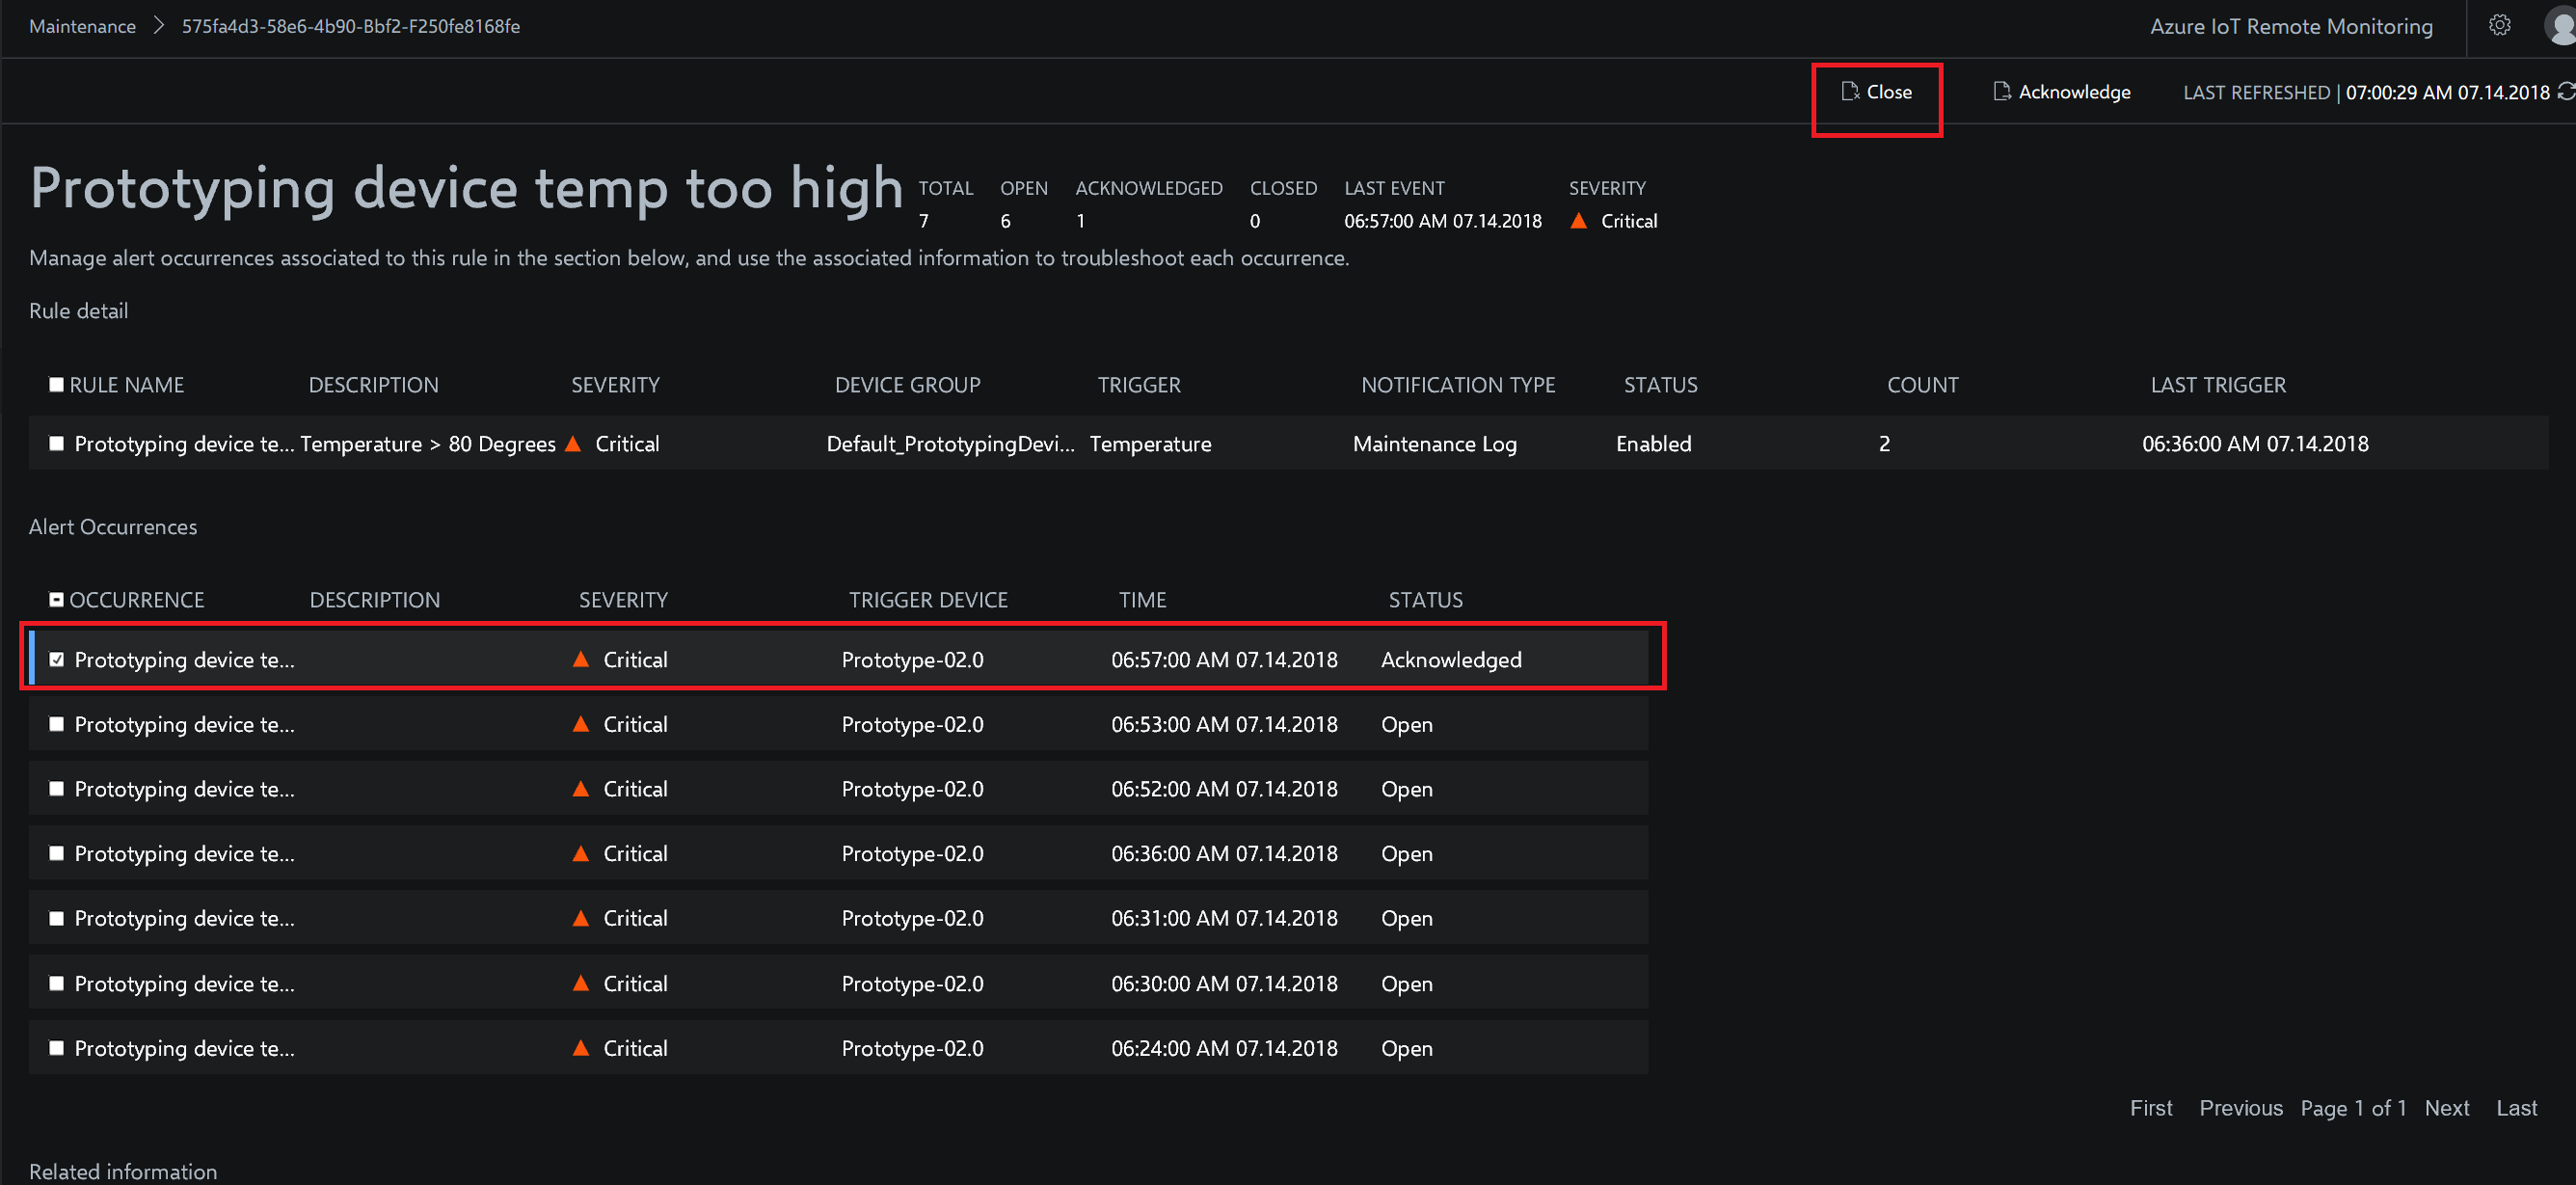 Maintenance > 575fa4d3-58e6-4b90-Bbf2-F250fe8168fe Azure IoT Remote Monitoring
Close Acknowledge LAST REFRESHED | 07:00:29 AM 07.14.2018
Prototyping device temp too high
TOTAL OPEN ACKNOWLEDGED CLOSED LAST EVENT SEVERITY
7 6 1 0 06:57:00 AM 07.14.2018 Critical
Manage alert occurrences associated to this rule in the section below, and use the associated information to troubleshoot each occurrence.
Rule detail
RULE NAME DESCRIPTION SEVERITY DEVICE GROUP TRIGGER NOTIFICATION TYPE STATUS COUNT LAST TRIGGER
Prototyping device te... Temperature > 80 Degrees Critical Default_PrototypingDevi... Temperature Maintenance Log Enabled 2 06:36:00 AM 07.14.2018
Alert Occurrences
OCCURRENCE DESCRIPTION SEVERITY TRIGGER DEVICE TIME STATUS
Prototyping device te... Critical Prototype-02.0 06:57:00 AM 07.14.2018 Acknowledged
Prototyping device te... Critical Prototype-02.0 06:53:00 AM 07.14.2018 Open
Prototyping device te... Critical Prototype-02.0 06:52:00 AM 07.14.2018 Open
Prototyping device te... Critical Prototype-02.0 06:36:00 AM 07.14.2018 Open
Prototyping device te... Critical Prototype-02.0 06:31:00 AM 07.14.2018 Open
Prototyping device te... Critical Prototype-02.0 06:30:00 AM 07.14.2018 Open
Prototyping device te... Critical Prototype-02.0 06:24:00 AM 07.14.2018 Open
First Previous Page 1 of 1 Next Last
Related information